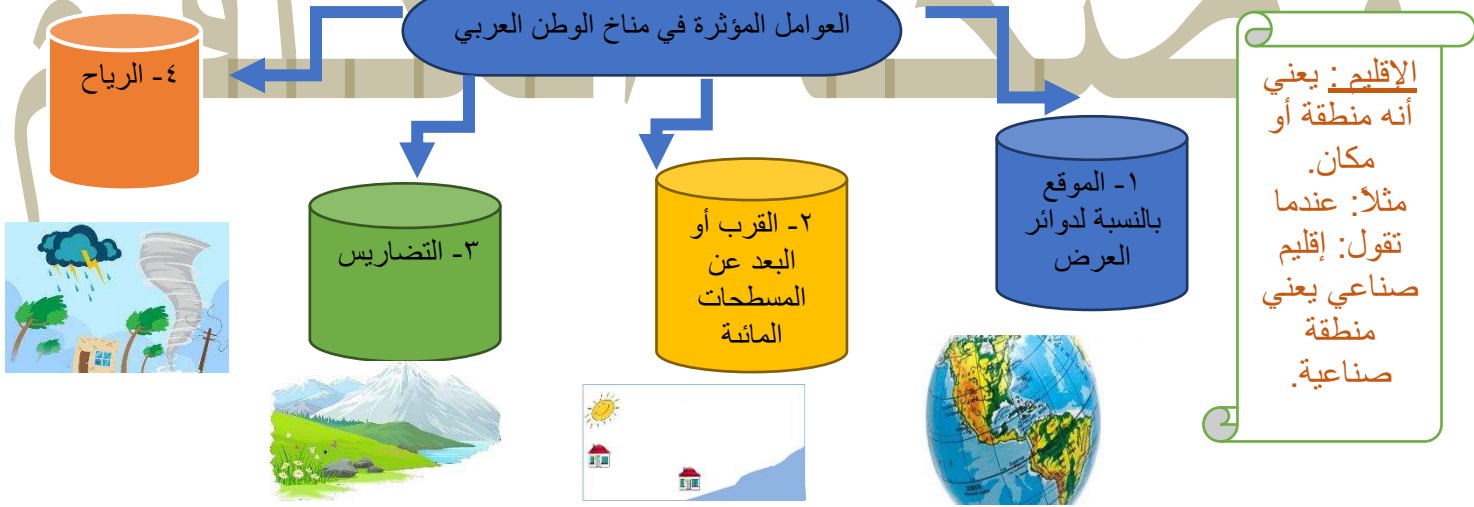 العوامل المؤثرة في مناخ الوطن العربي
الإقليم : يعني
أنه منطقة أو
مكان.
مثلاً: عندما
تقول: إقليم
صناعي يعني
منطقة
صناعية.
١- الموقع
بالنسبة لدوائر
العرض
٢- القرب أو
البعد عن
المسطحات
المائية
٣- التضاريس
٤- الرياح